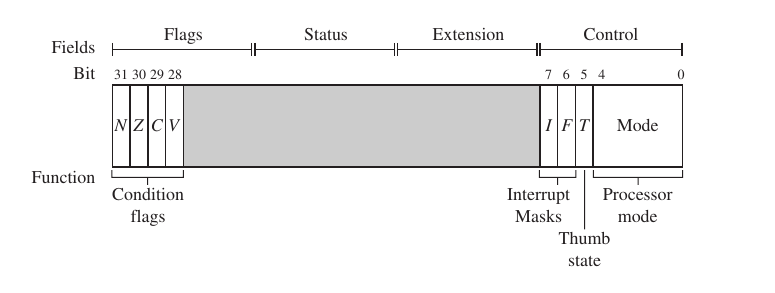 Fields Flags Status Extension Control
Bit 31 30 29 28 7 6 5 4 0
N Z C V I F T Mode
Function
Condition flags
Interrupt Masks
Processor mode
Thumb state